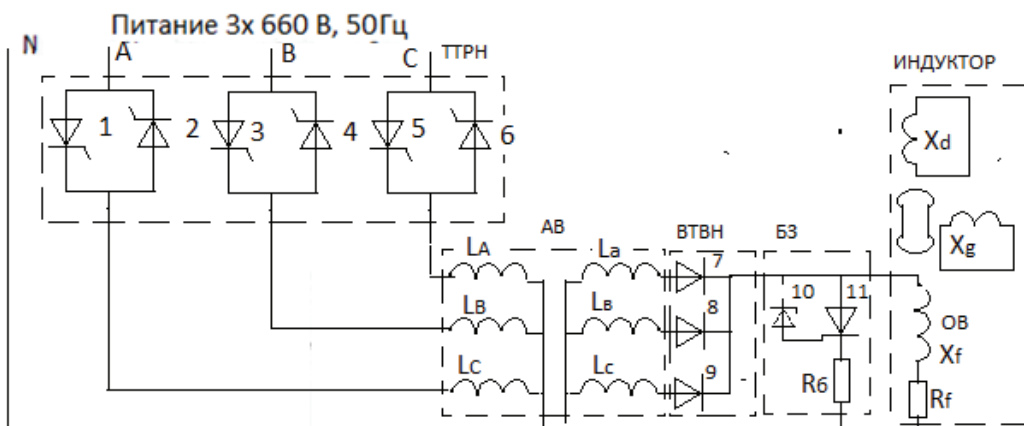 Питание 3х 660 В, 50Гц
N
A
B
C
ТТРН
ИНДУКТОР
1
2
3
4
5
6
Xd
АВ
ВТВН
БЗ
Xg
LA
La
7
10
11
LB
Lв
8
ОВ
Xf
LC
Lc
9
Rб
Rf